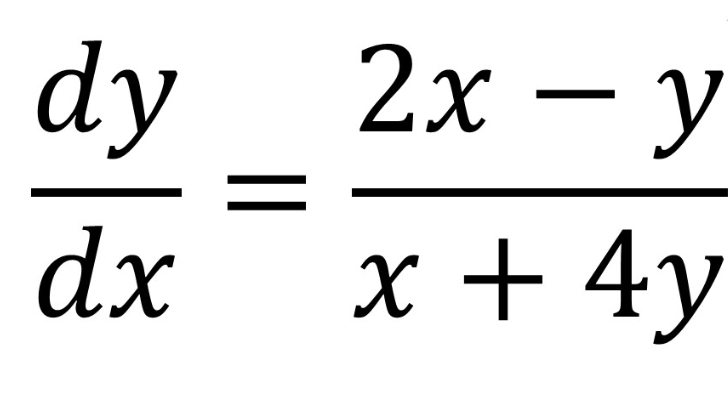 dy/dx = (2x − y)/(x + 4y)